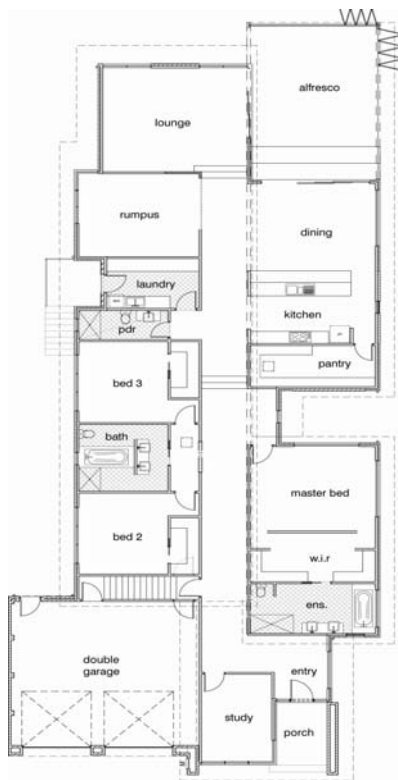 alfresco
lounge
rumpus
dining
laundry
kitchen
pdr
pantry
bed 3
bath
master bed
bed 2
w.i.r
ens.
double
garage
entry
study
porch